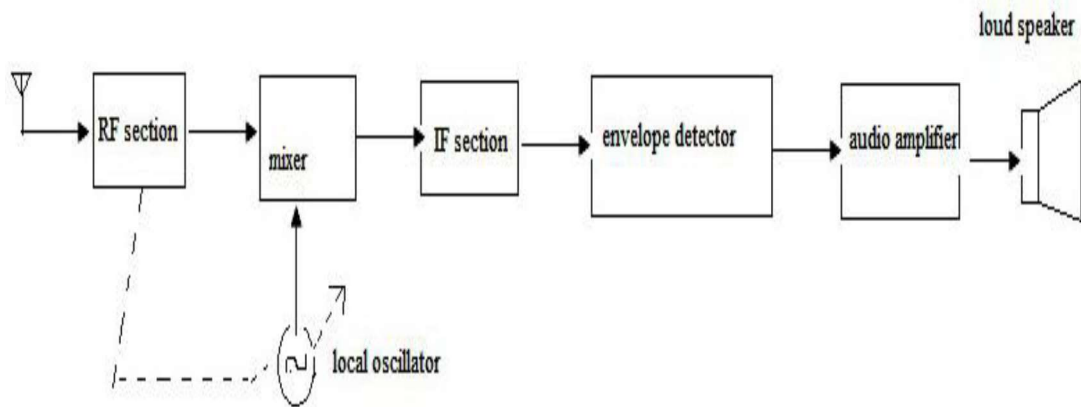 loud speaker
RF section
mixer
IF section
envelope detector
audio amplifier
local oscillator